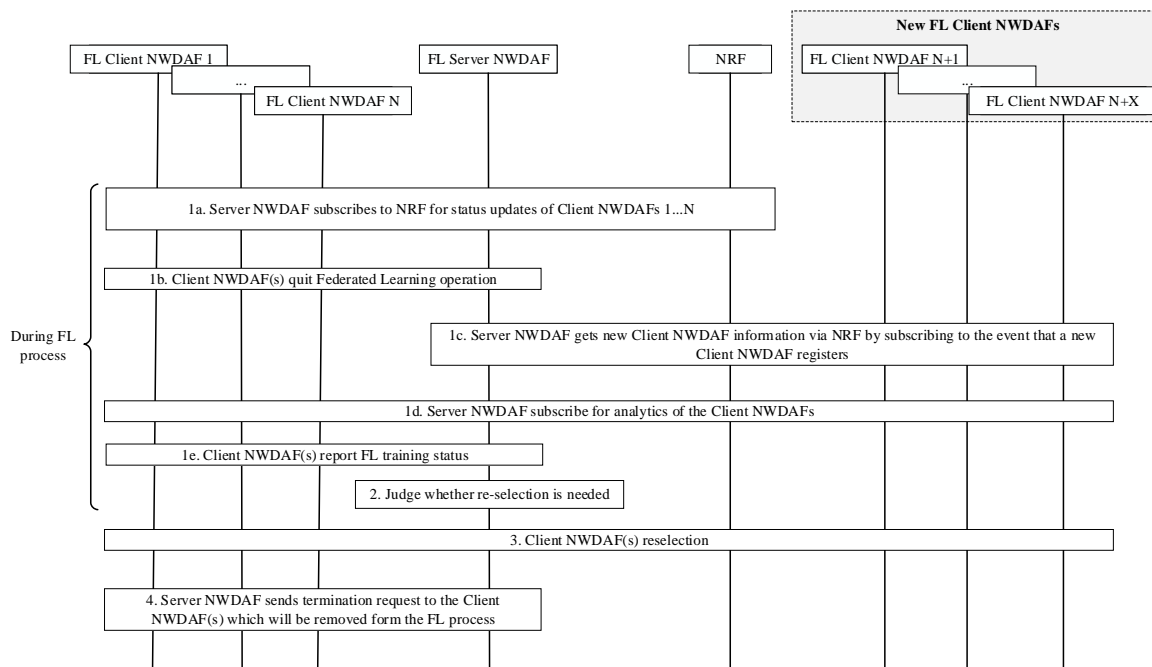 New FL Client NWDAFs
FL Client NWDAF 1
...
FL Client NWDAF N
FL Server NWDAF
NRF
FL Client NWDAF N+1
...
FL Client NWDAF N+X
During FL
process
1a. Server NWDAF subscribes to NRF for status updates of Client NWDAFs 1...N
1b. Client NWDAF(s) quit Federated Learning operation
1c. Server NWDAF gets new Client NWDAF information via NRF by subscribing to the event that a new
Client NWDAF registers
1d. Server NWDAF subscribe for analytics of the Client NWDAFs
1e. Client NWDAF(s) report FL training status
2. Judge whether re-selection is needed
3. Client NWDAF(s) reselection
4. Server NWDAF sends termination request to the Client
NWDAF(s) which will be removed form the FL process